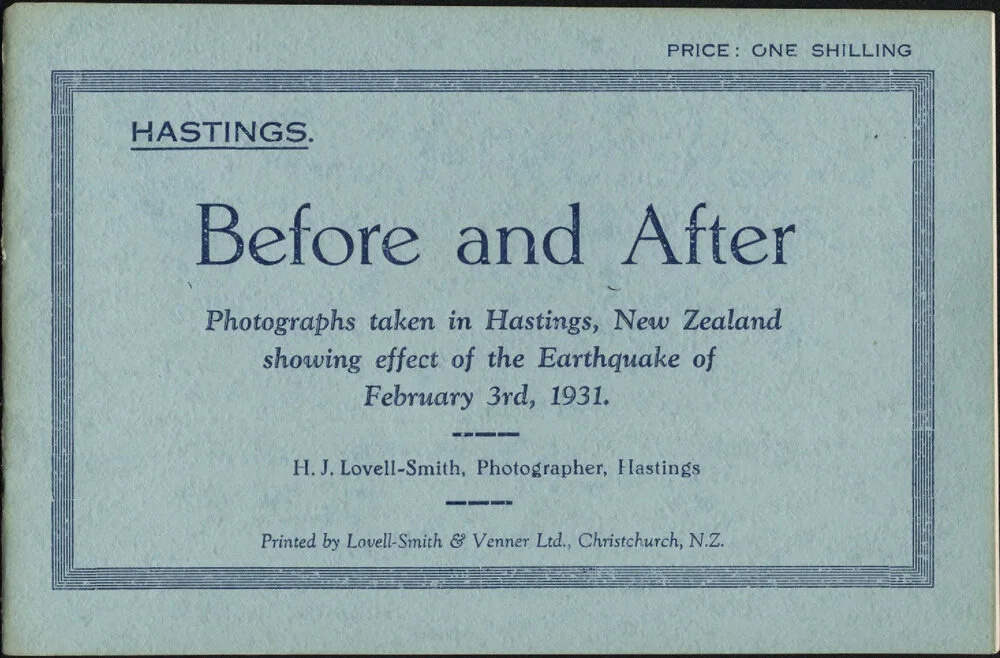 PRICE: ONE SHILLING
HASTINGS.
Before and After
Photographs taken in Hastings, New Zealand
showing effect of the Earthquake of
February 3rd, 1931.
H. J. Lovell-Smith, Photographer, Hastings
Printed by Lovell-Smith & Venner Ltd., Christchurch, N.Z.